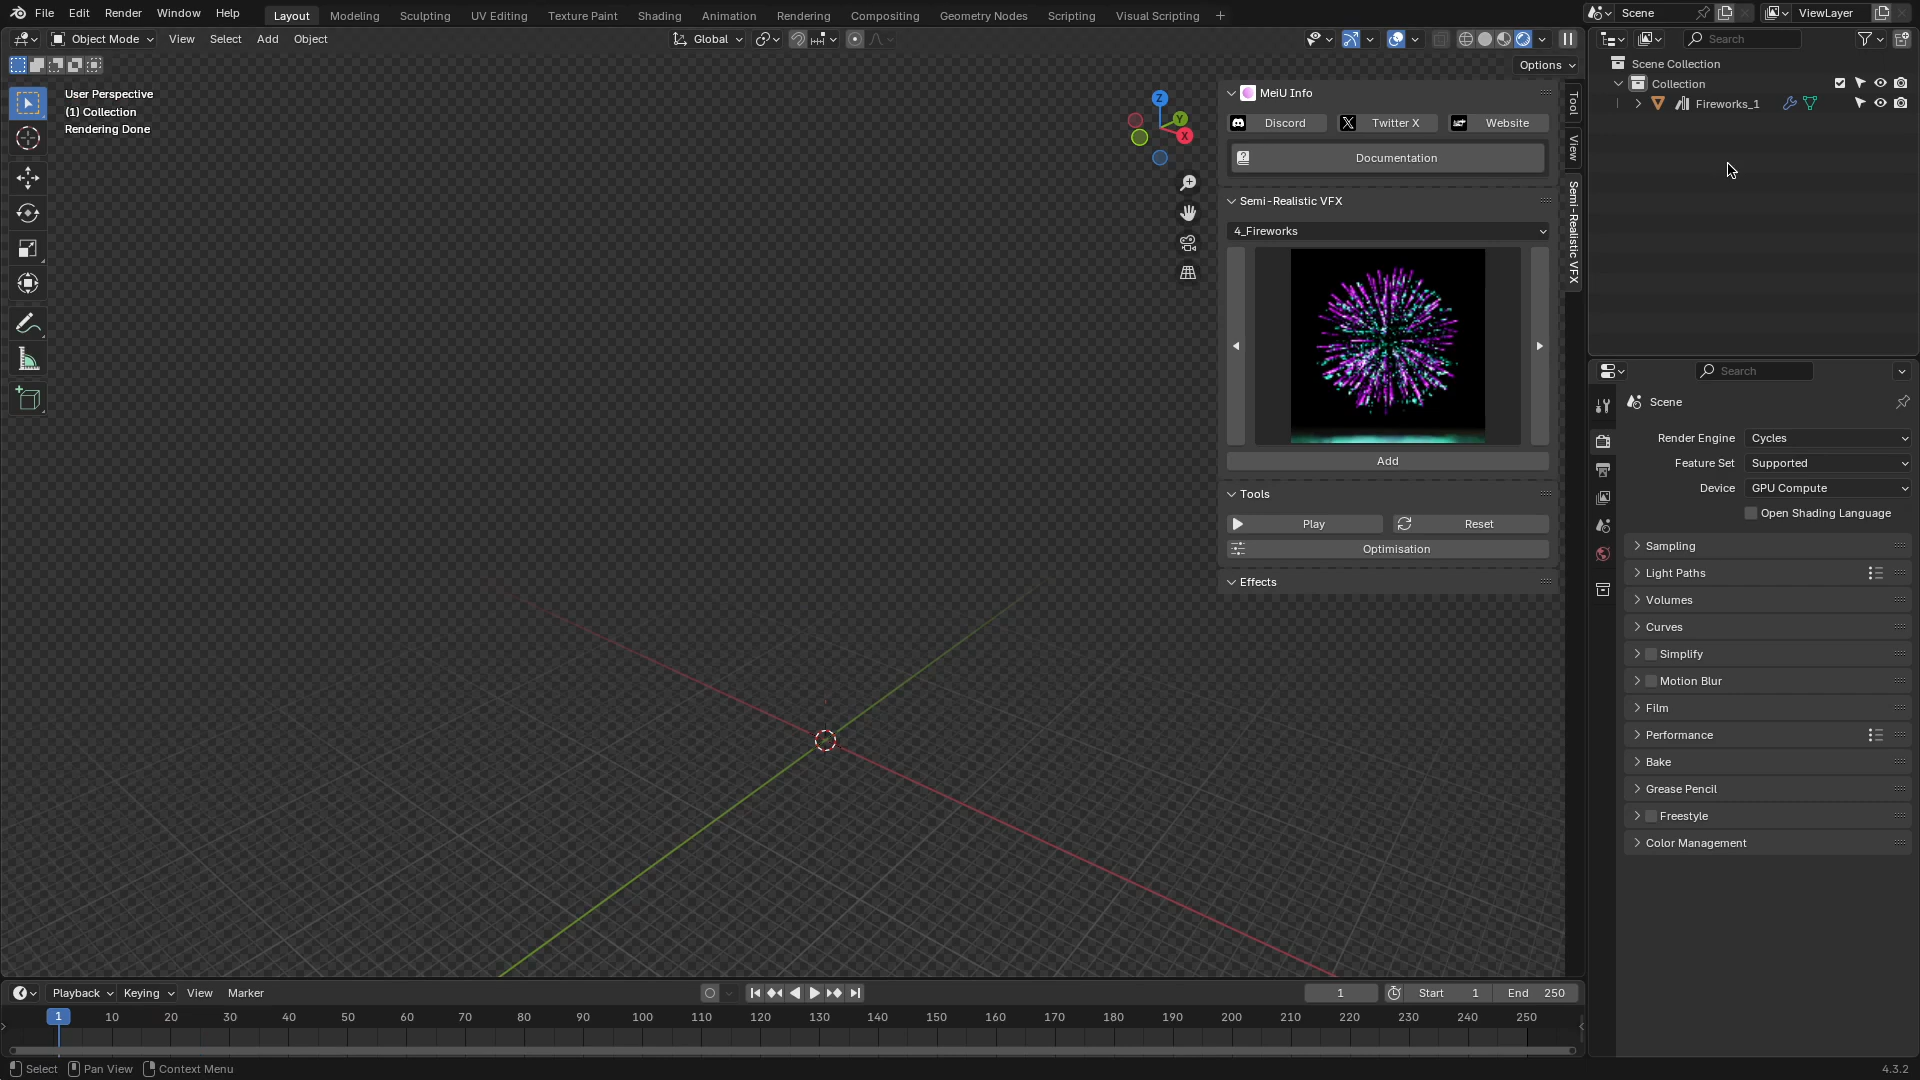 File Edit Render Window Help Layout Modeling Sculpting UV Editing Texture Paint Shading Animation Rendering Compositing Geometry Nodes Scripting Visual Scripting + Scene ViewLayer
Object Mode View Select Add Object Global Search
Options
User Perspective
(1) Collection
Rendering Done
Z
Y
X
MeiU Info
Discord Twitter X Website
Documentation
Semi-Realistic VFX
4_Fireworks
Add
Tools
Play Reset
Optimisation
Effects
Tool
View
Semi-Realistic VFX
Scene Collection
Collection
Fireworks_1
Search
Scene
Render Engine Cycles
Feature Set Supported
Device GPU Compute
Open Shading Language
Sampling
Light Paths
Volumes
Curves
Simplify
Motion Blur
Film
Performance
Bake
Grease Pencil
Freestyle
Color Management
Playback Keying View Marker 1 Start 1 End 250
1 10 20 30 40 50 60 70 80 90 100 110 120 130 140 150 160 170 180 190 200 210 220 230 240 250
Select Pan View Context Menu 4.3.2